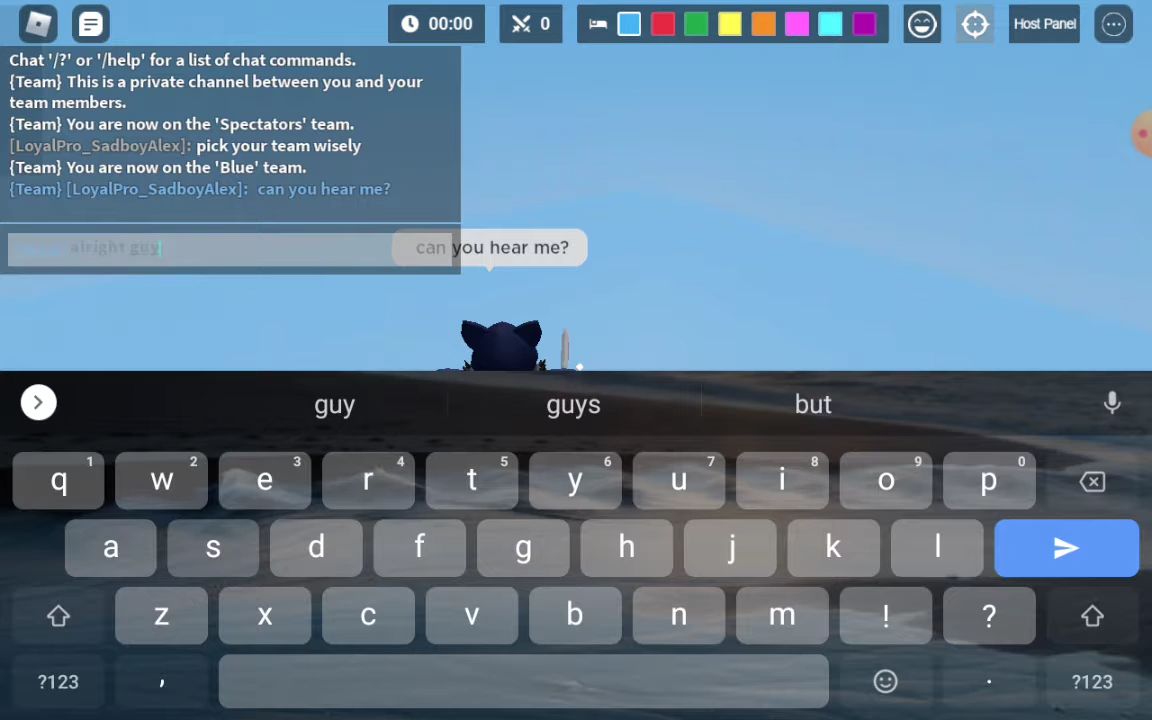 00:00
0
Host Panel
Chat '/?' or '/help' for a list of chat commands.
{Team} This is a private channel between you and your
team members.
{Team} You are now on the 'Spectators' team.
[LoyalPro_SadboyAlex]: pick your team wisely
{Team} You are now on the 'Blue' team.
{Team} [LoyalPro_SadboyAlex]: can you hear me?
alright guy
can you hear me?
guy guys but
q 1 w 2 e 3 r 4 t 5 y 6 u 7 i 8 o 9 p 0
a s d f g h j k l
z x c v b n m ! ?
?123 , . ?123